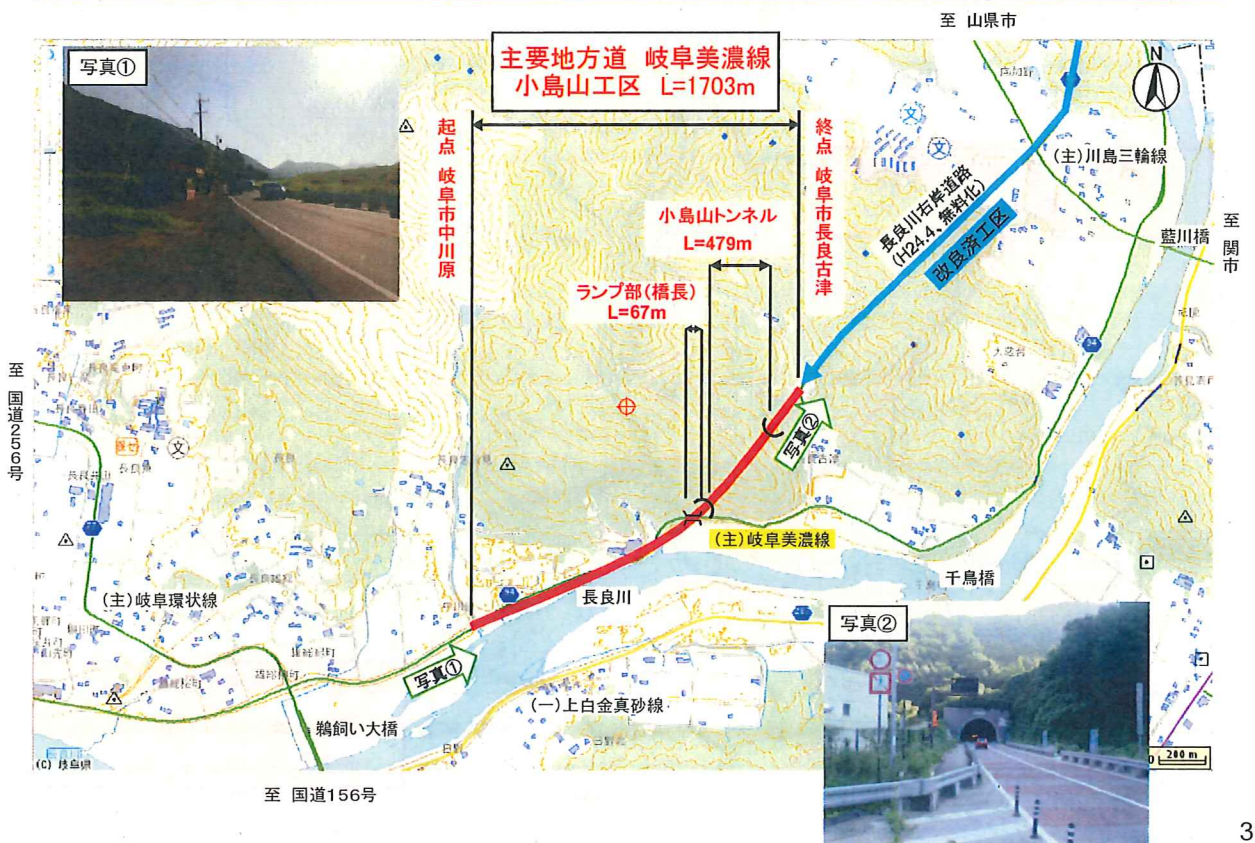 至 山県市
写真①
主要地方道 岐阜美濃線
小島山工区 L=1703m
起点 岐阜市中川原
終点 岐阜市長良古津
N
(主)川島三輪線
長良川右岸道路
(H24.4、無料化)
改良済工区
藍川橋
至 関市
小島山トンネル
L=479m
ランプ部(橋長)
L=67m
写真②
至 国道256号
94
(主)岐阜美濃線
千鳥橋
長良川
94
(主)岐阜環状線
写真①
写真②
(一)上白金真砂線
鵜飼い大橋
日野
(C) 岐阜県
0 200 m
至 国道156号
3